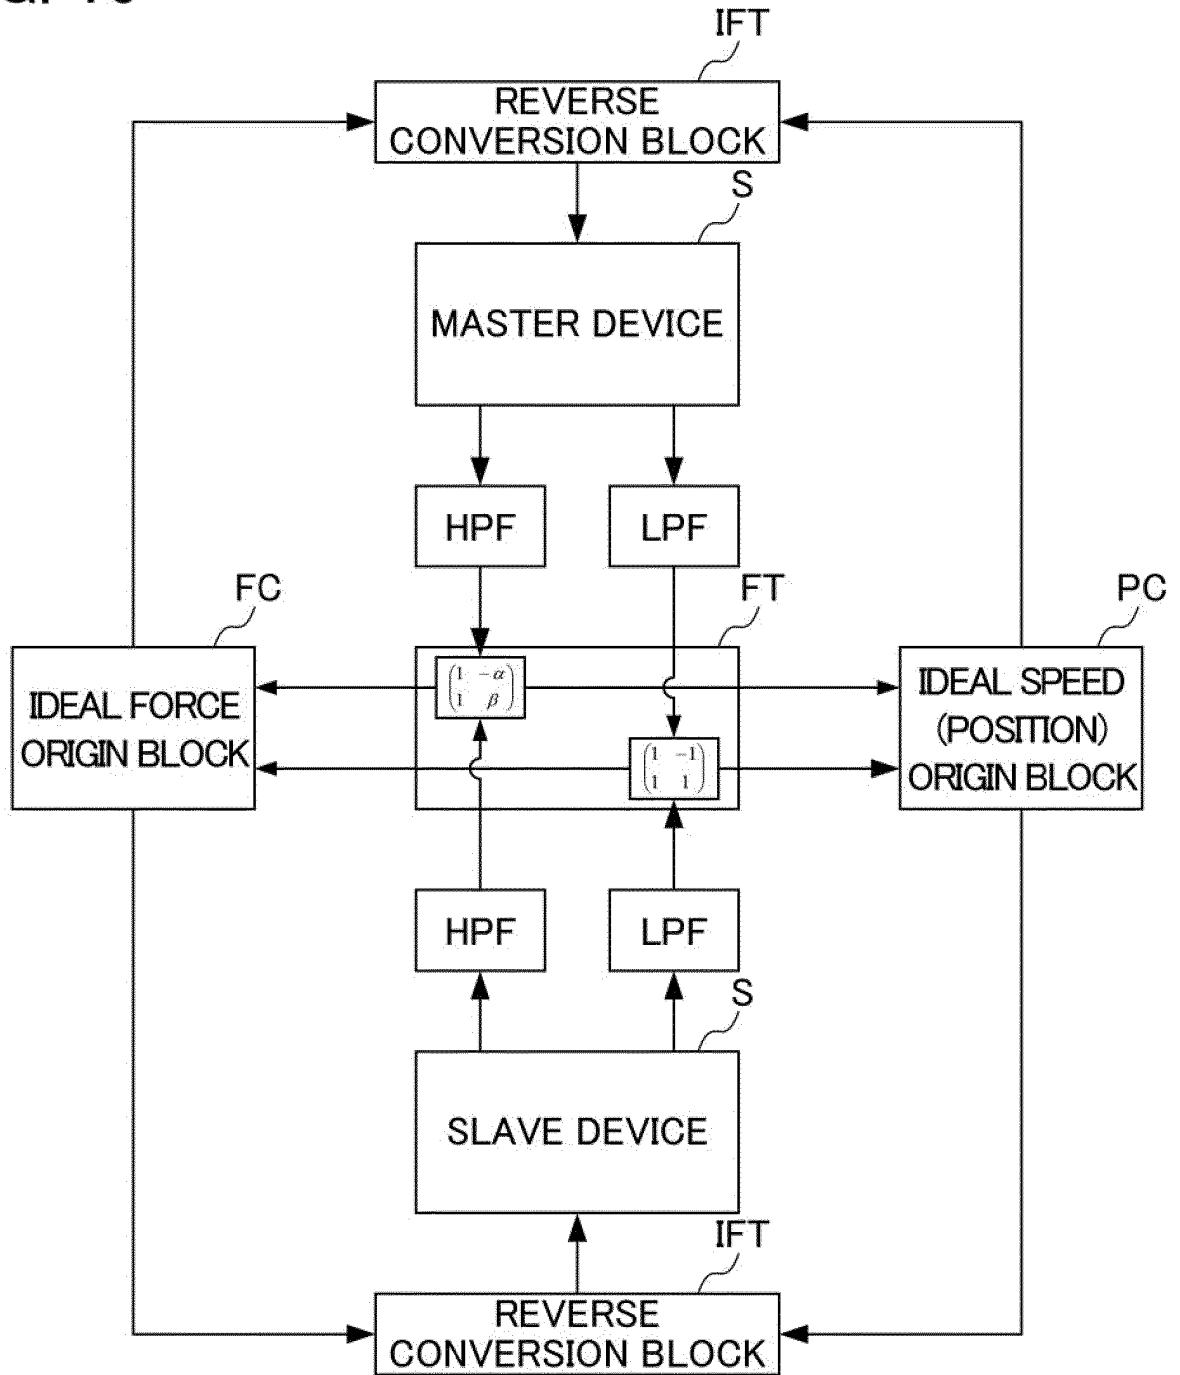 IFT
REVERSE
CONVERSION BLOCK
S
MASTER DEVICE
HPF
LPF
FC
FT
PC
IDEAL FORCE
ORIGIN BLOCK
(1 -α)
(1 β)
(1 -1)
(1 1)
IDEAL SPEED
(POSITION)
ORIGIN BLOCK
HPF
LPF
S
SLAVE DEVICE
IFT
REVERSE
CONVERSION BLOCK